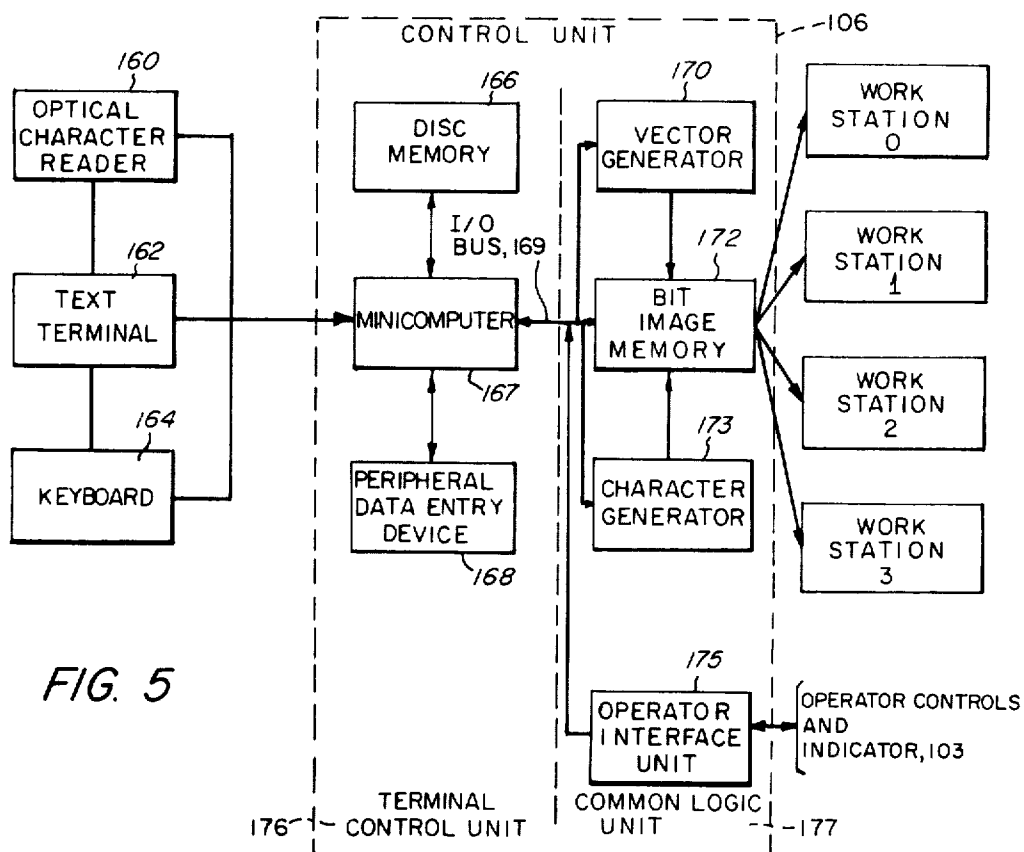 CONTROL UNIT
106
160
OPTICAL
CHARACTER
READER
162
TEXT
TERMINAL
164
KEYBOARD
166
DISC
MEMORY
I/O
BUS, 169
MINICOMPUTER
167
PERIPHERAL
DATA ENTRY
DEVICE
168
170
VECTOR
GENERATOR
172
BIT
IMAGE
MEMORY
173
CHARACTER
GENERATOR
175
OPERATOR
INTERFACE
UNIT
WORK
STATION
0
WORK
STATION
1
WORK
STATION
2
WORK
STATION
3
OPERATOR CONTROLS
AND
INDICATOR, 103
FIG. 5
176
TERMINAL
CONTROL UNIT
COMMON LOGIC
UNIT
177